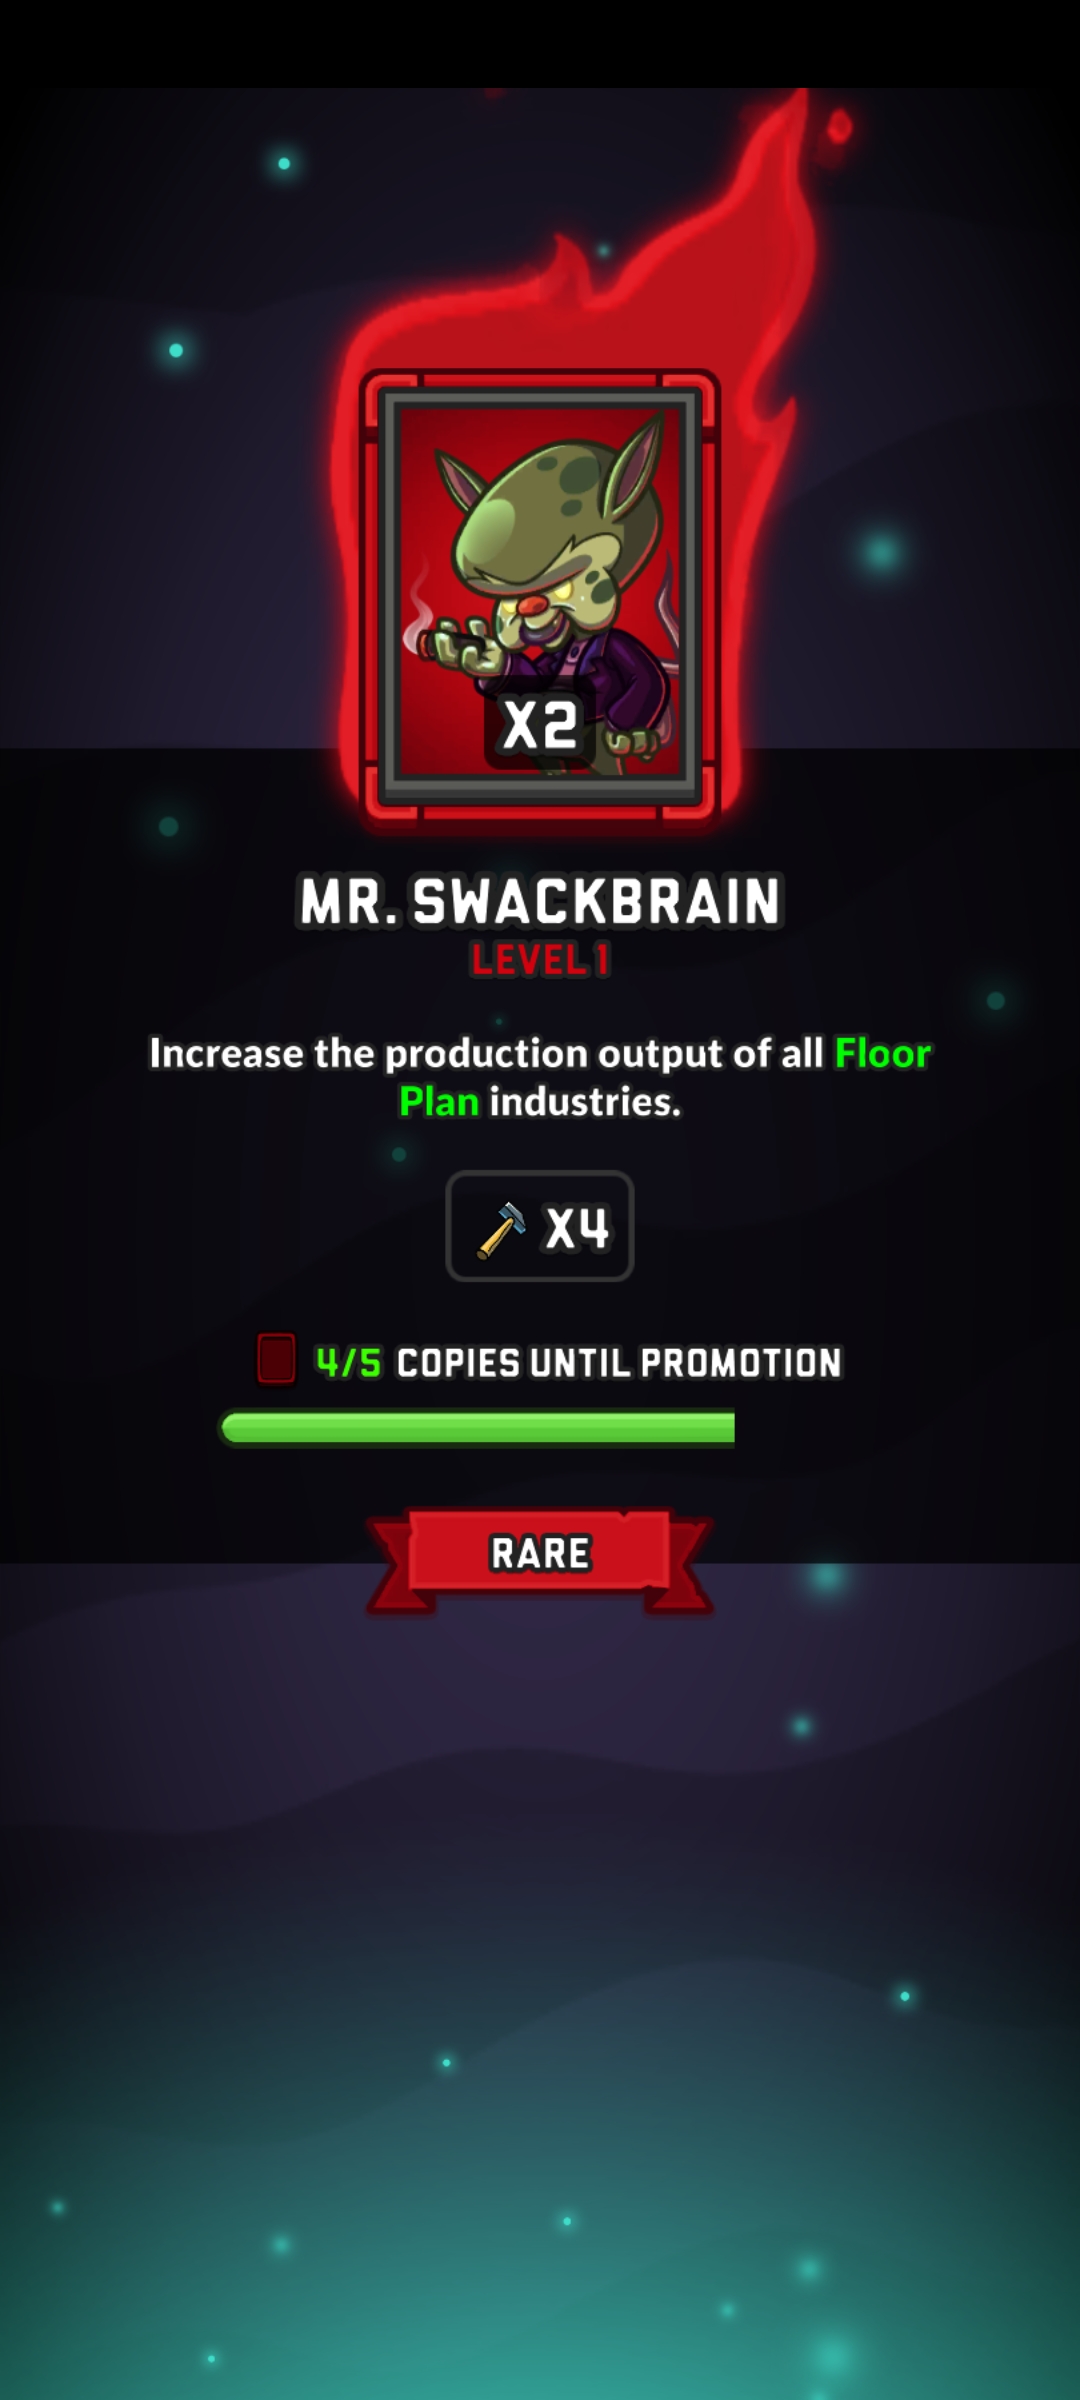 X2
MR. SWACKBRAIN
LEVEL 1
Increase the production output of all Floor
Plan industries.
X4
4/5 COPIES UNTIL PROMOTION
RARE